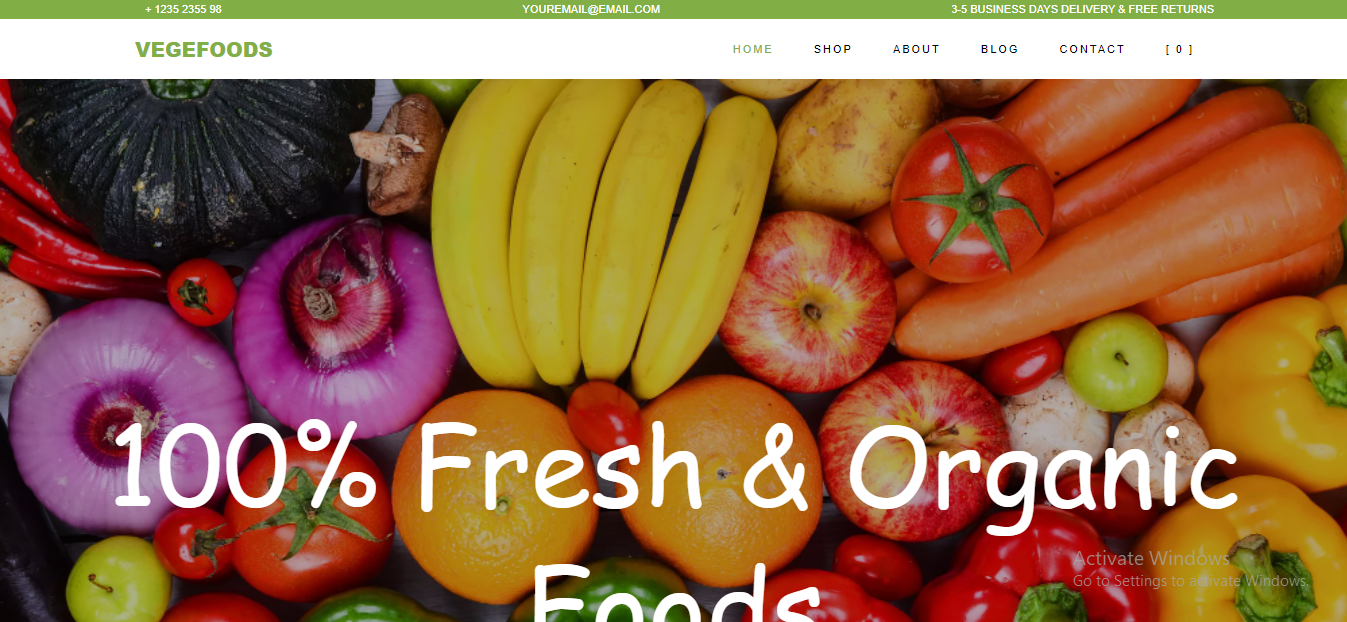 + 1235 2355 98
YOUREMAIL@EMAIL.COM
3-5 BUSINESS DAYS DELIVERY & FREE RETURNS
VEGEFOODS
HOME
SHOP
ABOUT
BLOG
CONTACT
[ 0 ]
100% Fresh & Organic
Foods
Activate Windows
Go to Settings to activate Windows.